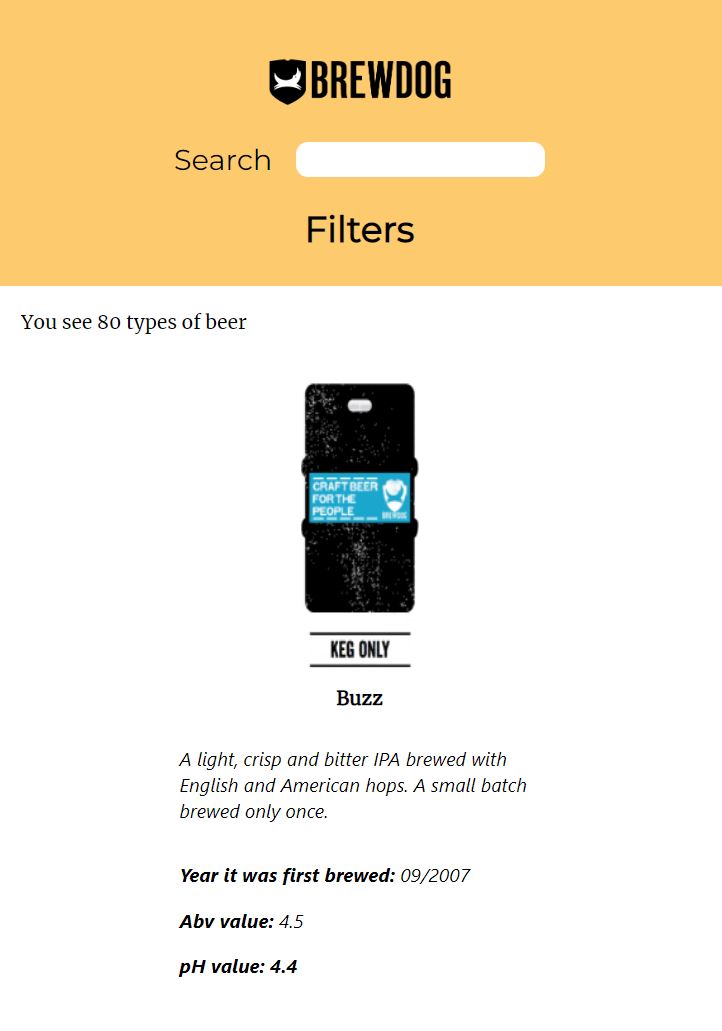 BREWDOG
Search
Filters
You see 80 types of beer
CRAFT BEER
FOR THE
PEOPLE
BREWDOG
KEG ONLY
Buzz
A light, crisp and bitter IPA brewed with
English and American hops. A small batch
brewed only once.
Year it was first brewed: 09/2007
Abv value: 4.5
pH value: 4.4